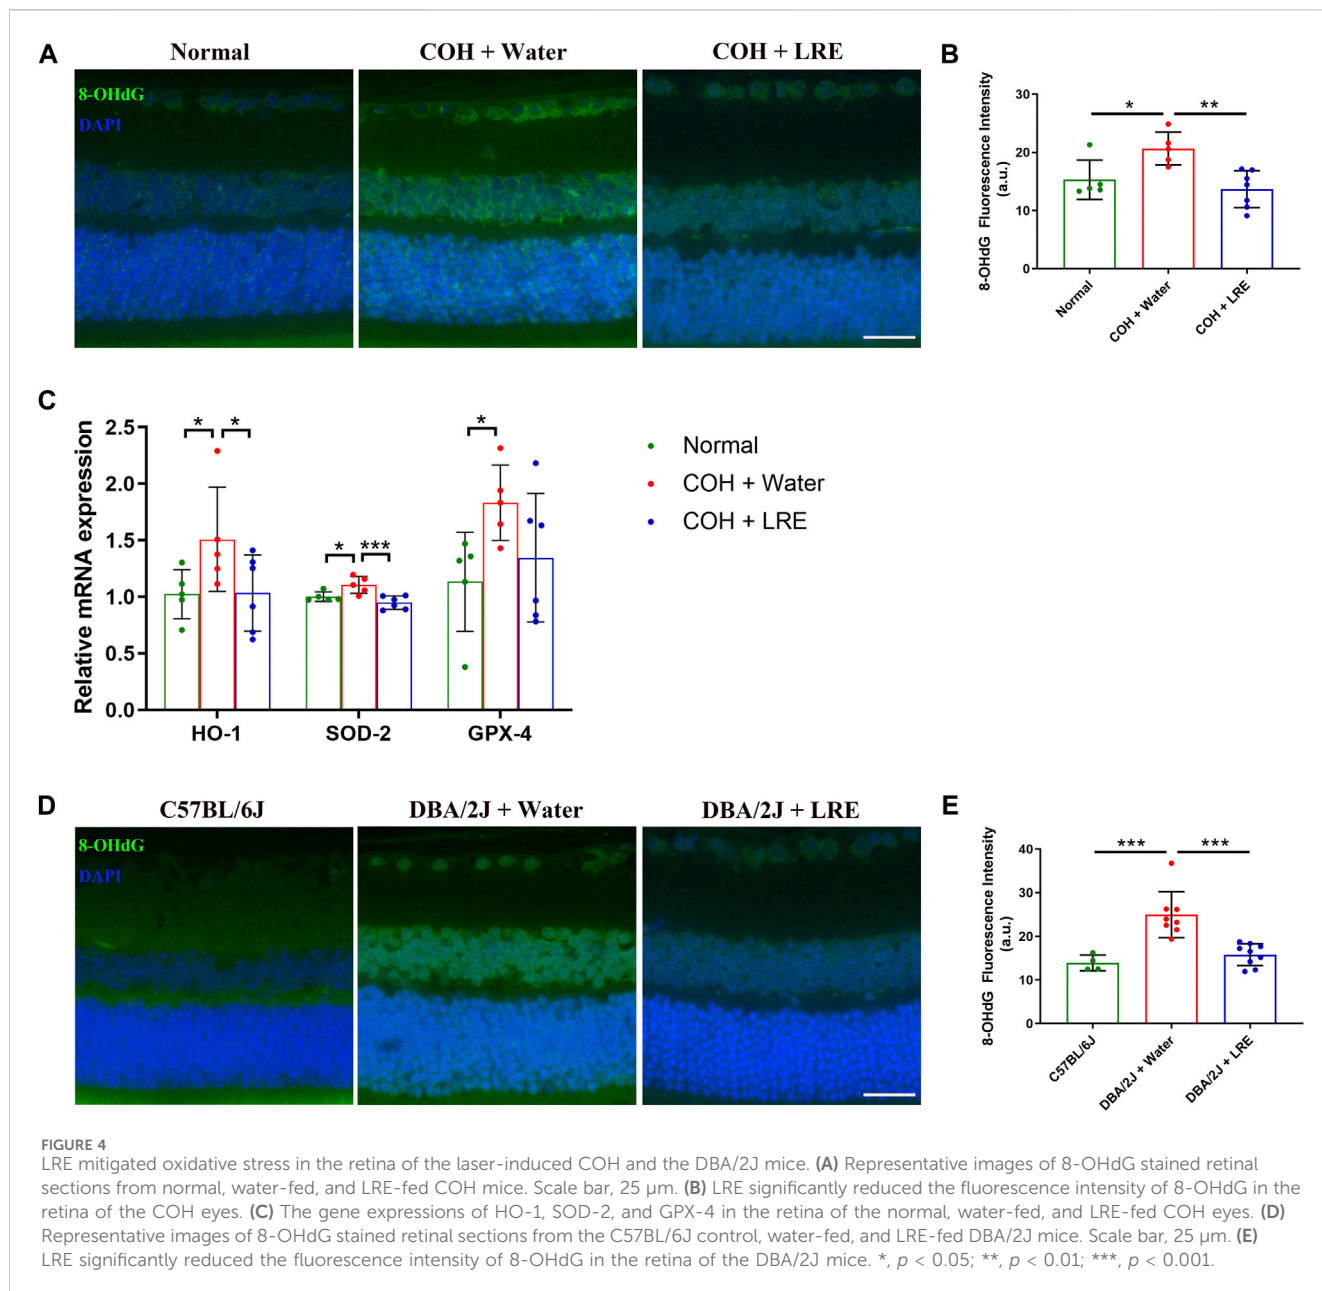 A
Normal
COH + Water
COH + LRE
8-OHdG
DAPI
B
8-OHdG Fluorescence Intensity
(a.u.)
30
20
10
0
*
**
Normal
COH + Water
COH + LRE
C
Relative mRNA expression
2.5
2.0
1.5
1.0
0.5
0.0
*
*
*
***
*
HO-1
SOD-2
GPX-4
Normal
COH + Water
COH + LRE
D
C57BL/6J
DBA/2J + Water
DBA/2J + LRE
8-OHdG
DAPI
E
8-OHdG Fluorescence Intensity
(a.u.)
40
30
20
10
0
***
***
C57BL/6J
DBA/2J + Water
DBA/2J + LRE
FIGURE 4
LRE mitigated oxidative stress in the retina of the laser-induced COH and the DBA/2J mice. (A) Representative images of 8-OHdG stained retinal
sections from normal, water-fed, and LRE-fed COH mice. Scale bar, 25 µm. (B) LRE significantly reduced the fluorescence intensity of 8-OHdG in the
retina of the COH eyes. (C) The gene expressions of HO-1, SOD-2, and GPX-4 in the retina of the normal, water-fed, and LRE-fed COH eyes. (D)
Representative images of 8-OHdG stained retinal sections from the C57BL/6J control, water-fed, and LRE-fed DBA/2J mice. Scale bar, 25 µm. (E)
LRE significantly reduced the fluorescence intensity of 8-OHdG in the retina of the DBA/2J mice. *, p < 0.05; **, p < 0.01; ***, p < 0.001.